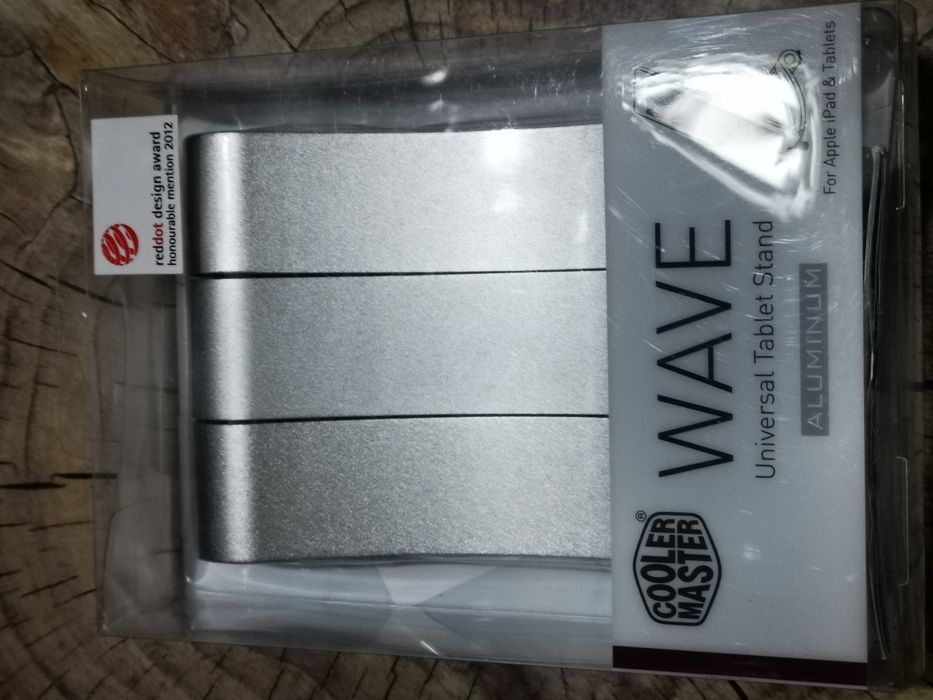 reddot design award
honourable mention 2012
COOLER
MASTER
®
WAVE
Universal Tablet Stand
ALUMINUM
For Apple iPad & Tablets